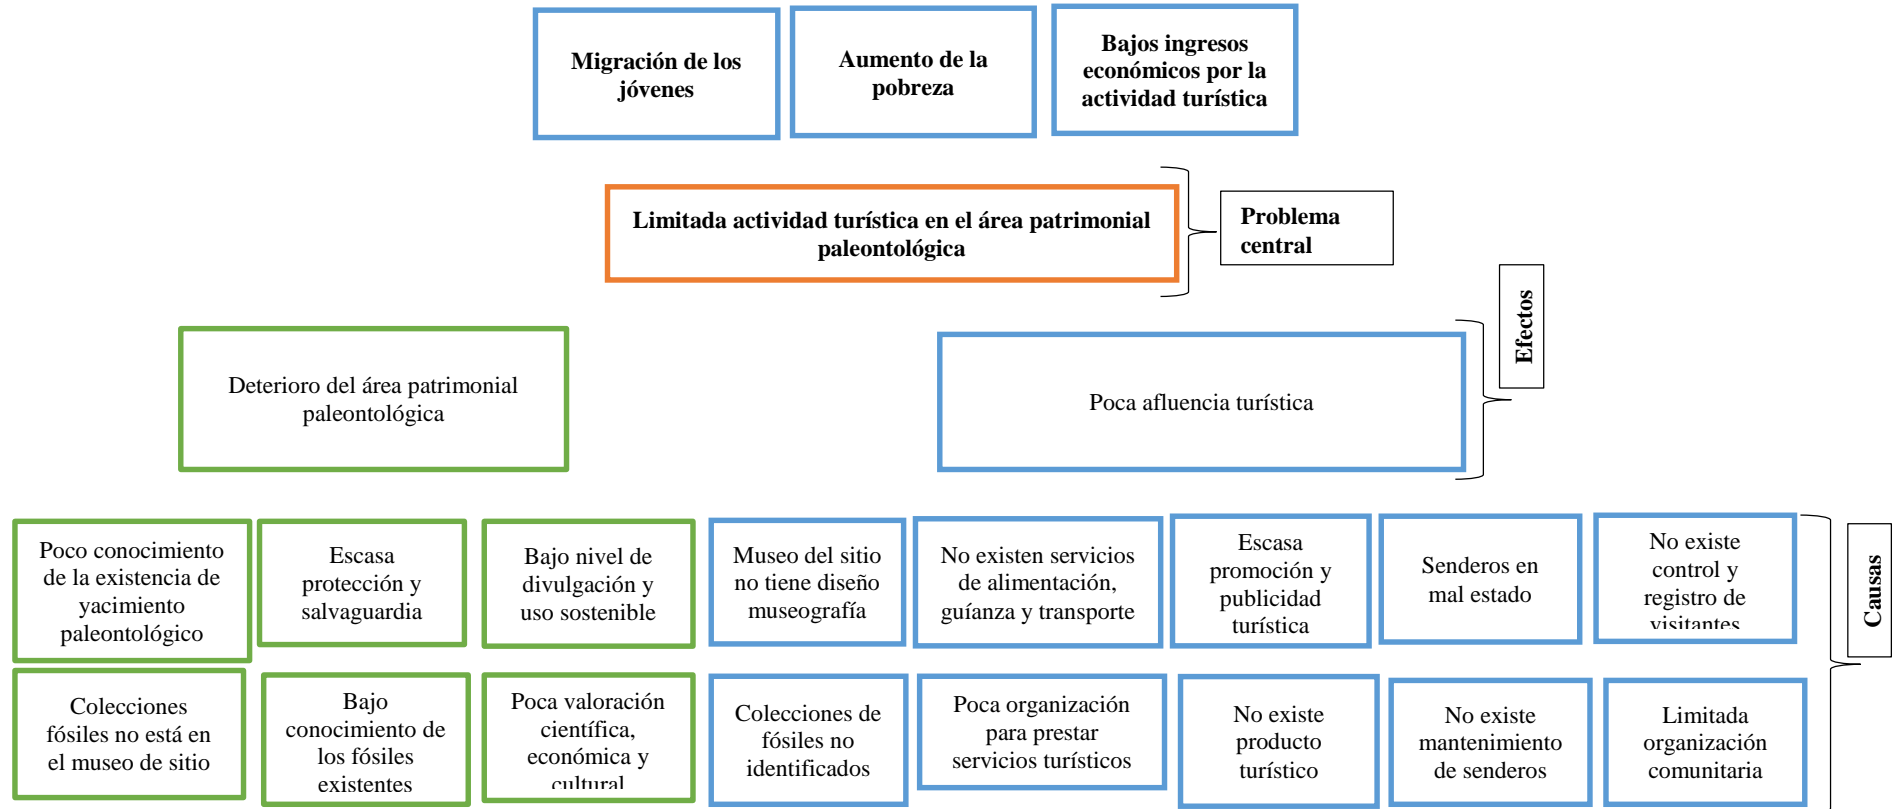 Migración de los
jóvenes
Aumento de la
pobreza
Bajos ingresos
económicos por la
actividad turística
Limitada actividad turística en el área patrimonial
paleontológica
Problema
central
Efectos
Deterioro del área patrimonial
paleontológica
Poca afluencia turística
Poco conocimiento
de la existencia de
yacimiento
paleontológico
Escasa
protección y
salvaguardia
Bajo nivel de
divulgación y
uso sostenible
Museo del sitio
no tiene diseño
museografía
No existen servicios
de alimentación,
guíanza y transporte
Escasa
promoción y
publicidad
turística
Senderos en
mal estado
No existe
control y
registro de
visitantes
Causas
Colecciones
fósiles no está en
el museo de sitio
Bajo
conocimiento de
los fósiles
existentes
Poca valoración
científica,
económica y
cultural
Colecciones de
fósiles no
identificados
Poca organización
para prestar
servicios turísticos
No existe
producto
turístico
No existe
mantenimiento
de senderos
Limitada
organización
comunitaria